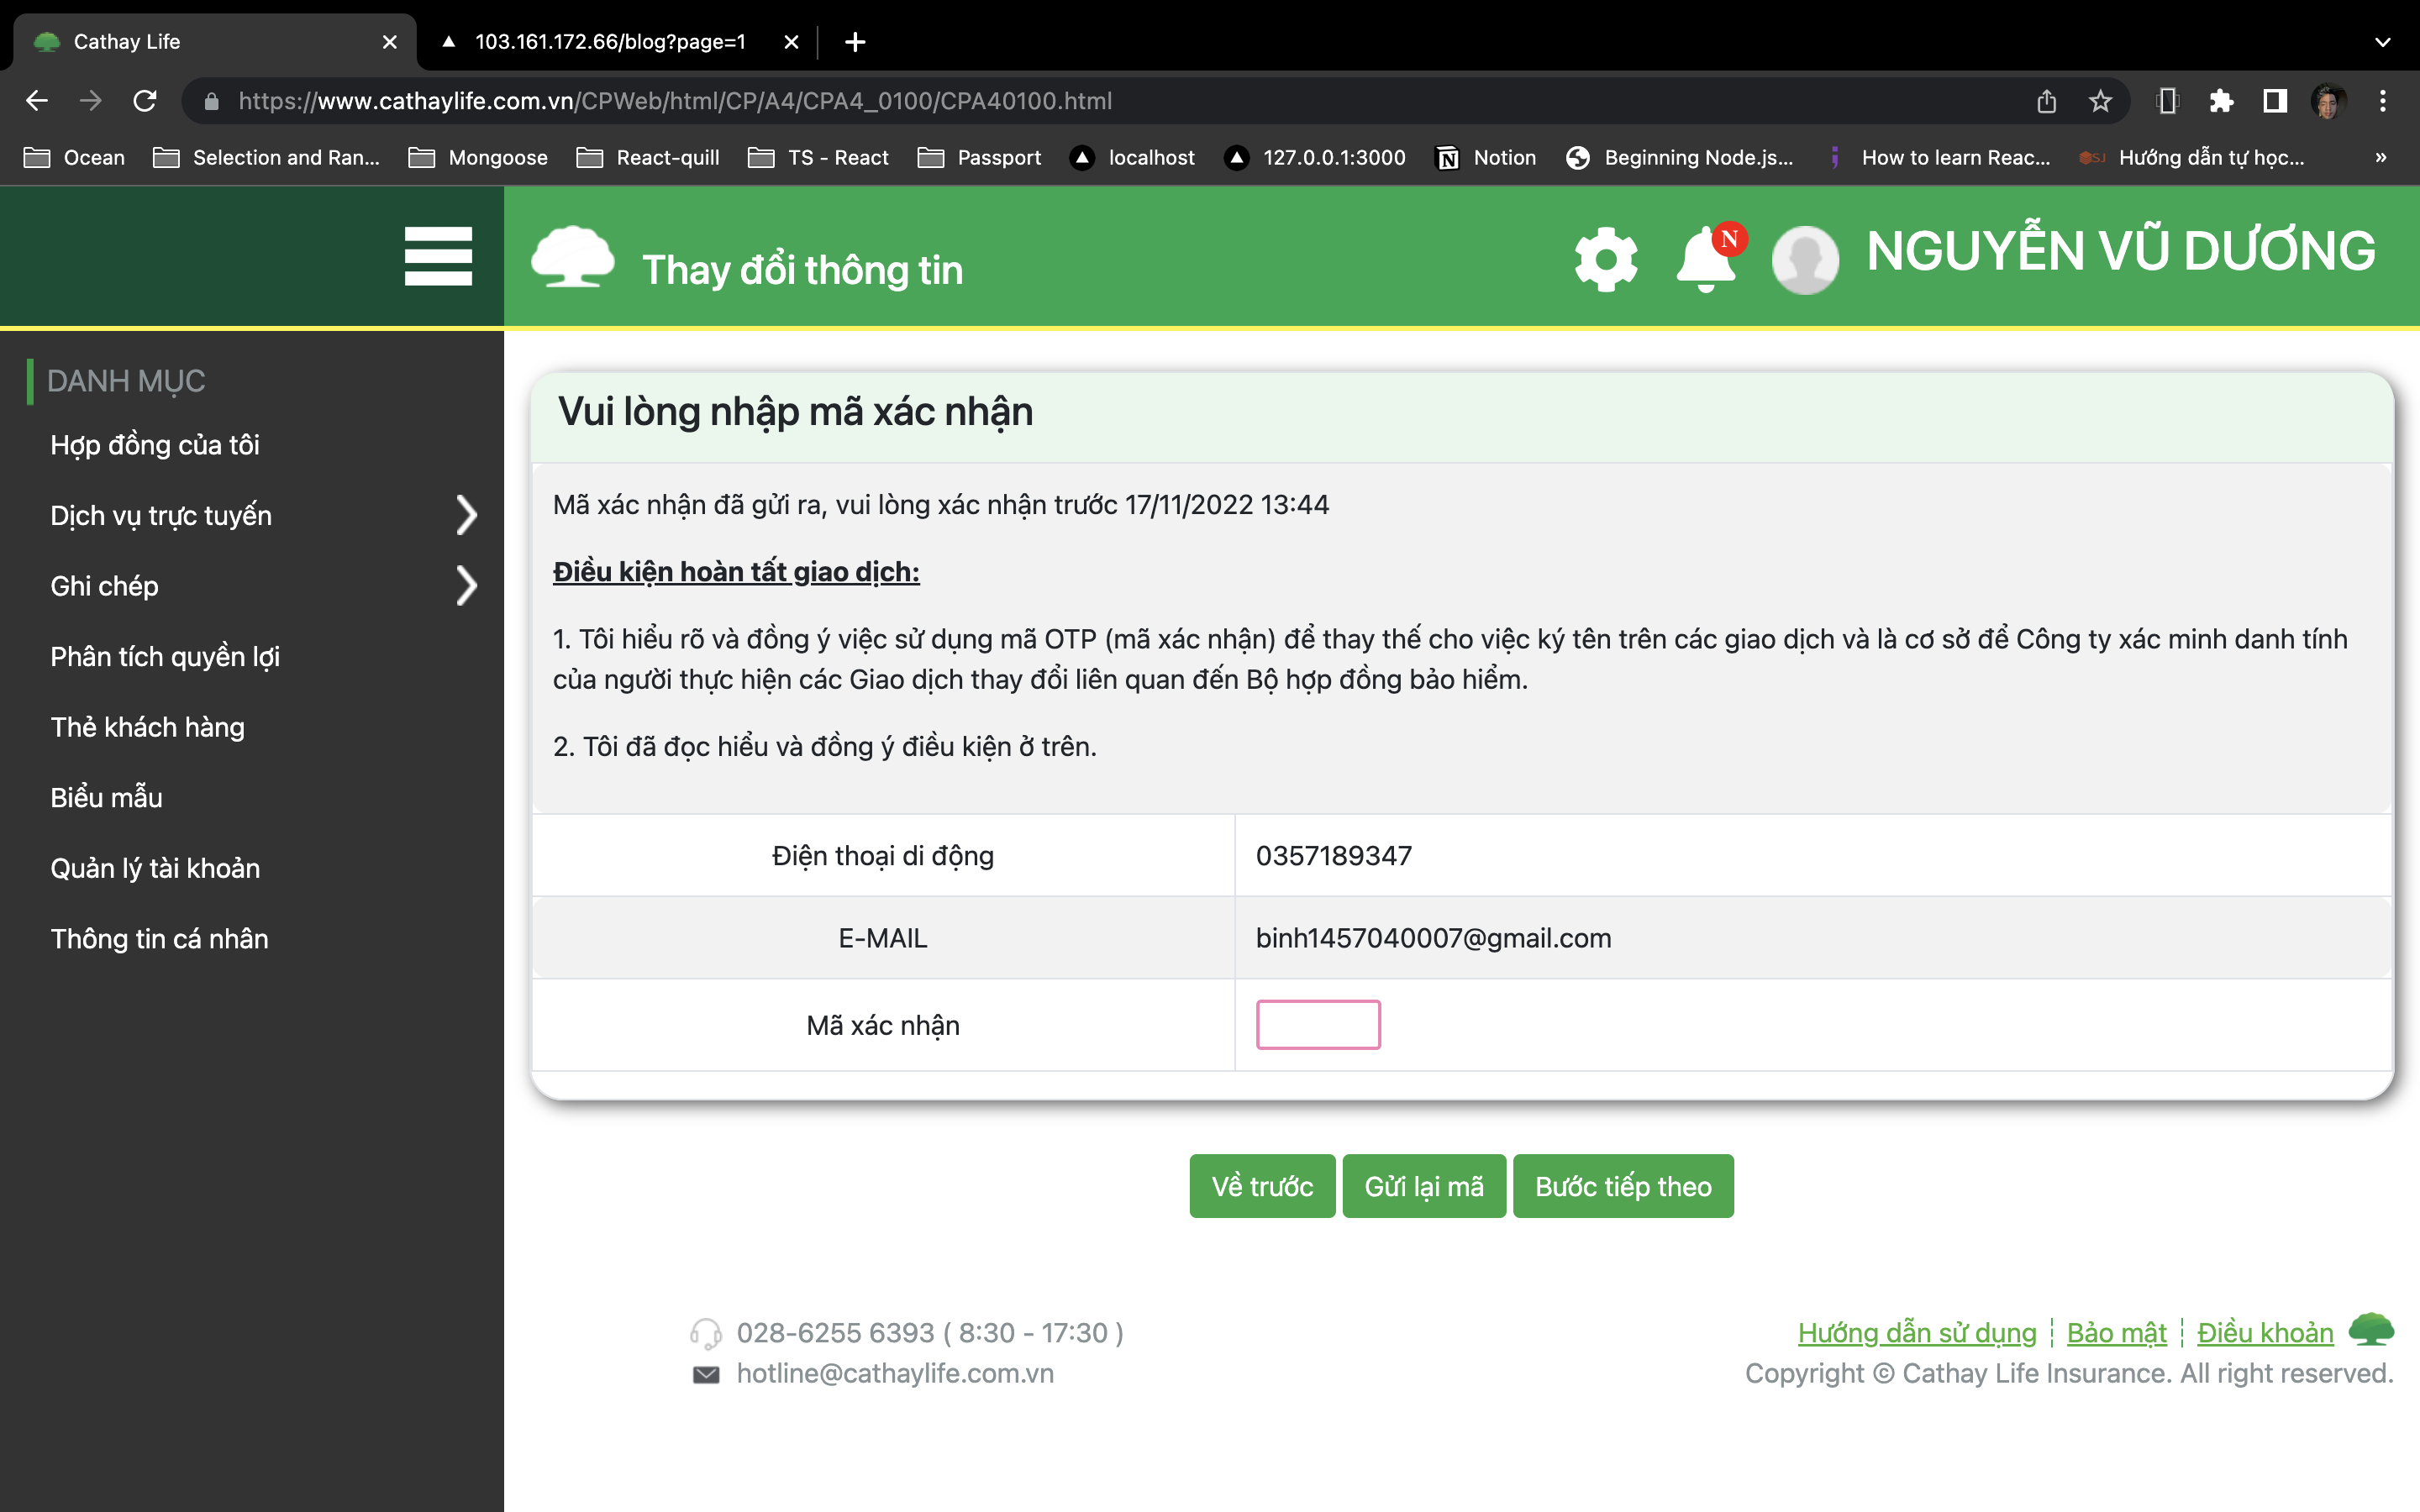 Cathay Life
103.161.172.66/blog?page=1
https://www.cathaylife.com.vn/CPWeb/html/CP/A4/CPA4_0100/CPA40100.html
Ocean
Selection and Ran...
Mongoose
React-quill
TS - React
Passport
localhost
127.0.0.1:3000
Notion
Beginning Node.js...
How to learn Reac...
Hướng dẫn tự học...
»
Thay đổi thông tin
N
NGUYỄN VŨ DƯƠNG
DANH MỤC
Hợp đồng của tôi
Dịch vụ trực tuyến
Ghi chép
Phân tích quyền lợi
Thẻ khách hàng
Biểu mẫu
Quản lý tài khoản
Thông tin cá nhân
Vui lòng nhập mã xác nhận
Mã xác nhận đã gửi ra, vui lòng xác nhận trước 17/11/2022 13:44
Điều kiện hoàn tất giao dịch:
1. Tôi hiểu rõ và đồng ý việc sử dụng mã OTP (mã xác nhận) để thay thế cho việc ký tên trên các giao dịch và là cơ sở để Công ty xác minh danh tính
của người thực hiện các Giao dịch thay đổi liên quan đến Bộ hợp đồng bảo hiểm.
2. Tôi đã đọc hiểu và đồng ý điều kiện ở trên.
Điện thoại di động
0357189347
E-MAIL
binh1457040007@gmail.com
Mã xác nhận
Về trước
Gửi lại mã
Bước tiếp theo
028-6255 6393 ( 8:30 - 17:30 )
hotline@cathaylife.com.vn
Hướng dẫn sử dụng
Bảo mật
Điều khoản
Copyright © Cathay Life Insurance. All right reserved.